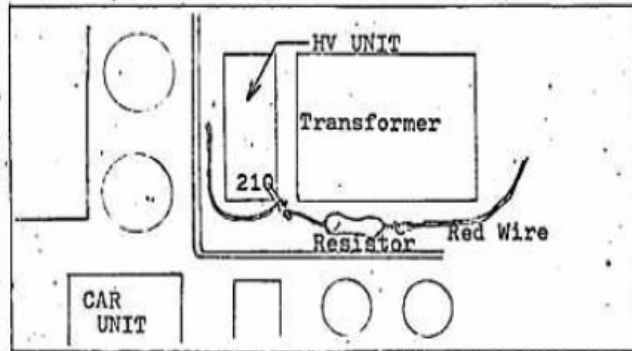 HV UNIT
Transformer
210
Resistor
Red Wire
CAR
UNIT